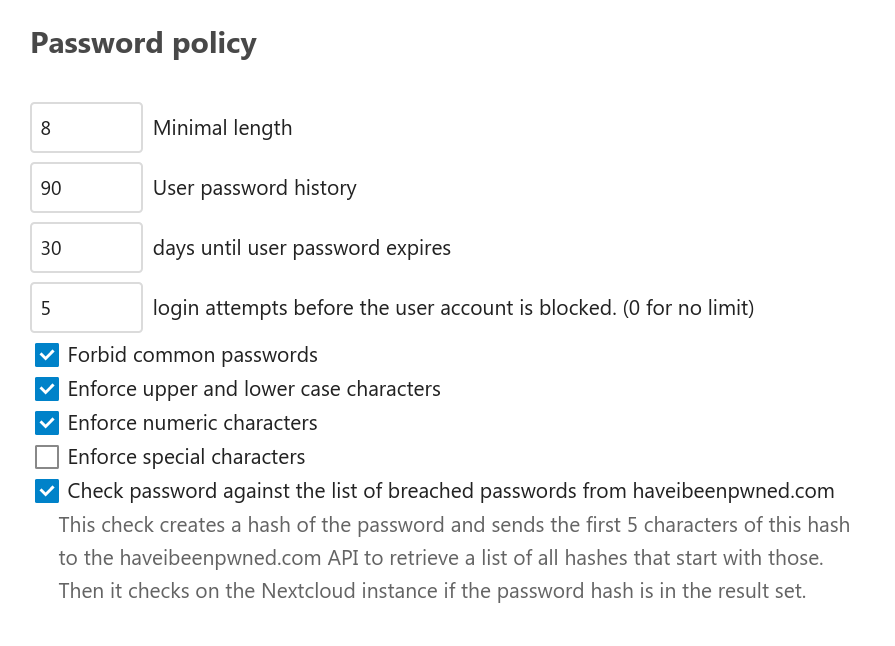 Password policy
8 Minimal length
90 User password history
30 days until user password expires
5 login attempts before the user account is blocked. (0 for no limit)
Forbid common passwords
Enforce upper and lower case characters
Enforce numeric characters
Enforce special characters
Check password against the list of breached passwords from haveibeenpwned.com
This check creates a hash of the password and sends the first 5 characters of this hash
to the haveibeenpwned.com API to retrieve a list of all hashes that start with those.
Then it checks on the Nextcloud instance if the password hash is in the result set.